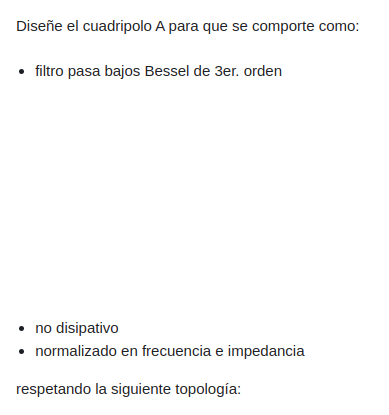 Diseñe el cuadripolo A para que se comporte como:
• filtro pasa bajos Bessel de 3er. orden
• no disipativo
• normalizado en frecuencia e impedancia
respetando la siguiente topología: